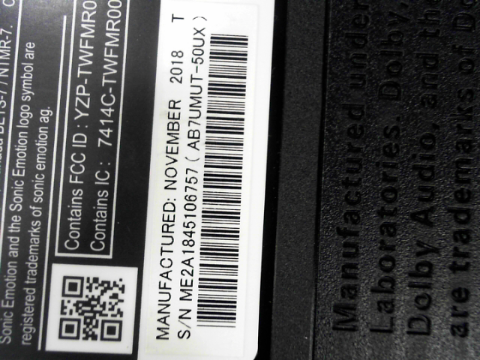 Sonic Emotion and the Sonic Emotion logo symbol are
registered trademarks of sonic emotion ag.
Contains FCC ID : YZP-TWFMR0
Contains IC : 7414C-TWFMR00
MANUFACTURED: NOVEMBER 2018 T
S/N ME2A1845106757 ( AB7UMUT-50UX )
Manufactured under
Laboratories. Dolby,
Dolby Audio, and th
are trademarks of Do